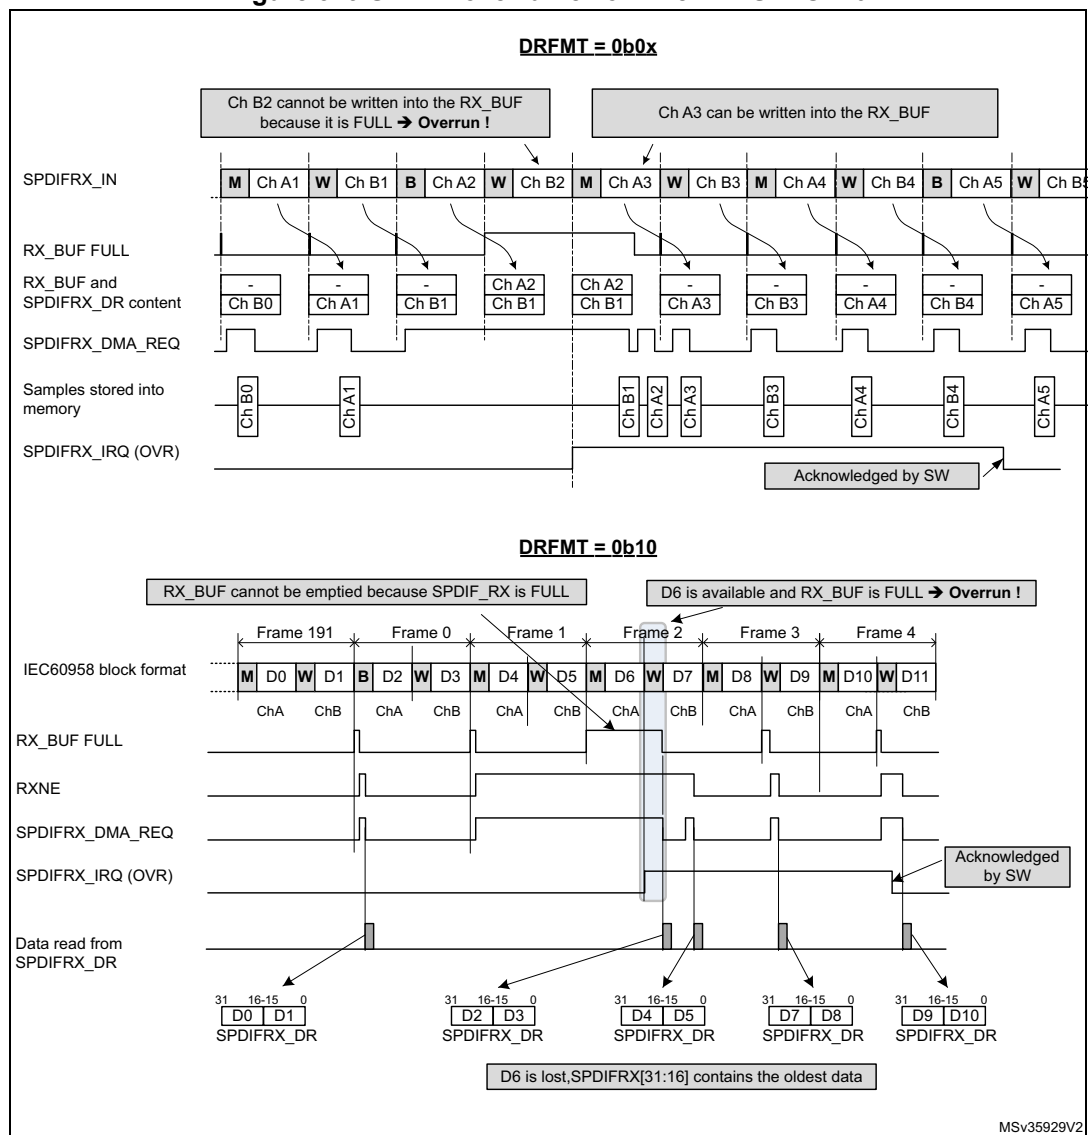 DRFMT = 0b0x
Ch B2 cannot be written into the RX_BUF
because it is FULL ➔ Overrun !
Ch A3 can be written into the RX_BUF
SPDIFRX_IN
M Ch A1 W Ch B1 B Ch A2 W Ch B2 M Ch A3 W Ch B3 M Ch A4 W Ch B4 B Ch A5 W Ch B5
RX_BUF FULL
RX_BUF and
SPDIFRX_DR content
- - - Ch A2 Ch A2 - - - - -
Ch B0 Ch A1 Ch B1 Ch B1 Ch B1 Ch A3 Ch B3 Ch A4 Ch B4 Ch A5
SPDIFRX_DMA_REQ
Samples stored into
memory
Ch B0 Ch A1 Ch B1 Ch A2 Ch A3 Ch B3 Ch A4 Ch B4 Ch A5
SPDIFRX_IRQ (OVR)
Acknowledged by SW
DRFMT = 0b10
RX_BUF cannot be emptied because SPDIF_RX is FULL
D6 is available and RX_BUF is FULL ➔ Overrun !
Frame 191 Frame 0 Frame 1 Frame 2 Frame 3 Frame 4
IEC60958 block format
M D0 W D1 B D2 W D3 M D4 W D5 M D6 W D7 M D8 W D9 M D10 W D11
ChA ChB ChA ChB ChA ChB ChA ChB ChA ChB ChA ChB
RX_BUF FULL
RXNE
SPDIFRX_DMA_REQ
SPDIFRX_IRQ (OVR)
Acknowledged
by SW
Data read from
SPDIFRX_DR
31 16-15 0 31 16-15 0 31 16-15 0 31 16-15 0 31 16-15 0
D0 D1 D2 D3 D4 D5 D7 D8 D9 D10
SPDIFRX_DR SPDIFRX_DR SPDIFRX_DR SPDIFRX_DR SPDIFRX_DR
D6 is lost,SPDIFRX[31:16] contains the oldest data
MSv35929V2